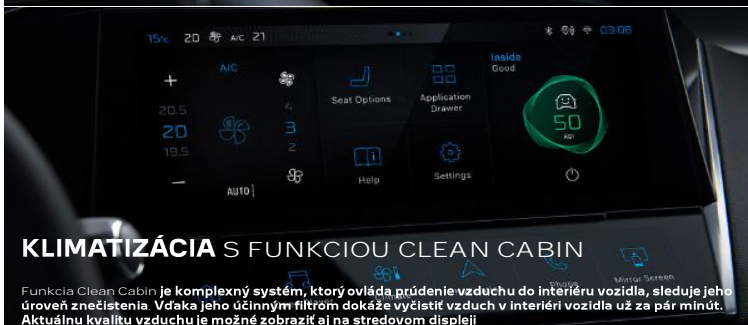 15°c 20 A/C 21 03:08
A/C
Inside
Good
Seat Options
Application
Drawer
20.5
20
19.5
4
3
2
50
AQI
AUTO
Help
Settings
KLIMATIZÁCIA S FUNKCIOU CLEAN CABIN
Phone
Mirror Screen
Funkcia Clean Cabin je komplexný systém, ktorý ovláda prúdenie vzduchu do interiéru vozidla, sleduje jeho
úroveň znečistenia. Vďaka jeho účinným filtrom dokáže vyčistiť vzduch v interiéri vozidla už za pár minút.
Aktuálnu kvalitu vzduchu je možné zobraziť aj na stredovom displeji